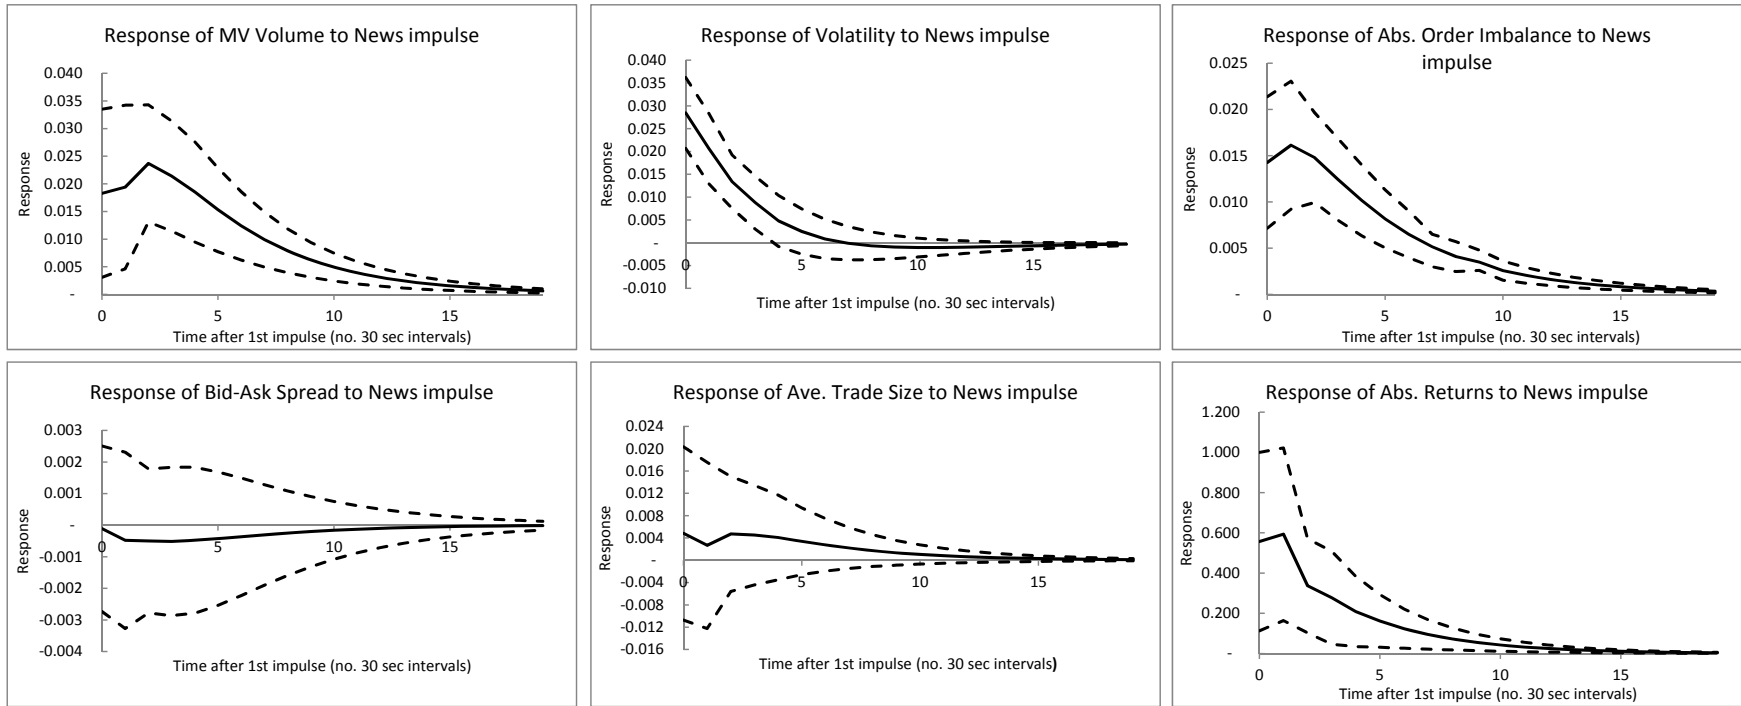 Response of MV Volume to News impulse
0.040
0.035
0.030
0.025
0.020
0.015
0.010
0.005
-
Response
0 5 10 15
Time after 1st impulse (no. 30 sec intervals)
Response of Volatility to News impulse
0.040
0.035
0.030
0.025
0.020
0.015
0.010
0.005
-
-0.005
-0.010
Response
0 5 10 15
Time after 1st impulse (no. 30 sec intervals)
Response of Abs. Order Imbalance to News
impulse
0.025
0.020
0.015
0.010
0.005
-
Response
0 5 10 15
Time after 1st impulse (no. 30 sec intervals)
Response of Bid-Ask Spread to News impulse
0.003
0.002
0.001
-
-0.001
-0.002
-0.003
-0.004
Response
0 5 10 15
Time after 1st impulse (no. 30 sec intervals)
Response of Ave. Trade Size to News impulse
0.024
0.020
0.016
0.012
0.008
0.004
-
-0.004
-0.008
-0.012
-0.016
Response
0 5 10 15
Time after 1st impulse (no. 30 sec intervals)
Response of Abs. Returns to News impulse
1.200
1.000
0.800
0.600
0.400
0.200
-
Response
0 5 10 15
Time after 1st impulse (no. 30 sec intervals)